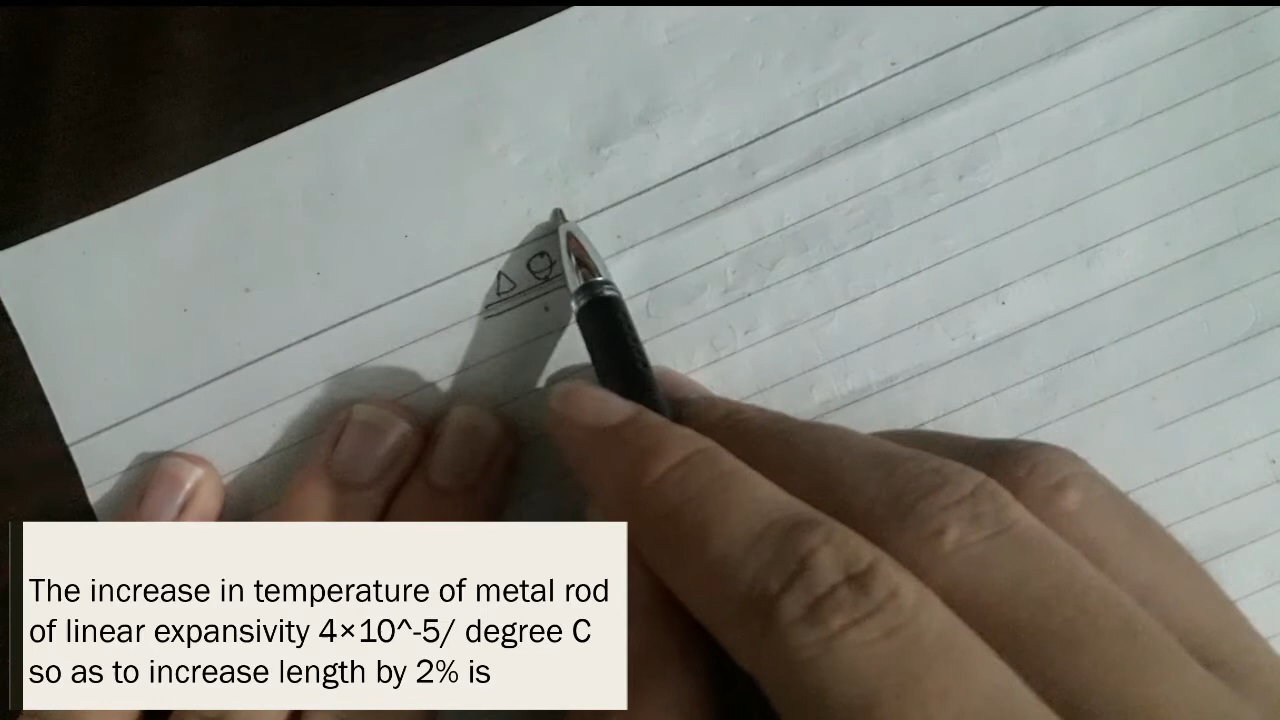 Δ θ
The increase in temperature of metal rod
of linear expansivity 4×10^-5/ degree C
so as to increase length by 2% is